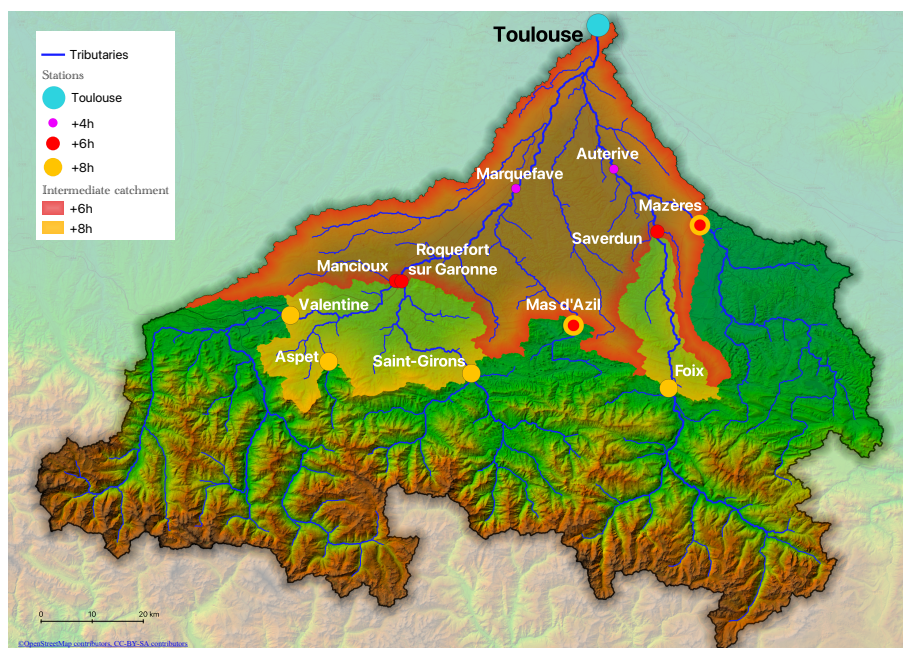 Toulouse
Tributaries
Stations
Toulouse
+4h
+6h
+8h
Intermediate catchment
+6h
+8h
Auterive
Marquefave
Mazères
Saverdun
Roquefort
sur Garonne
Mancioux
Valentine
Mas d'Azil
Aspet
Saint-Girons
Foix
0 10 20 km
©OpenStreetMap contributors, CC-BY-SA contributors